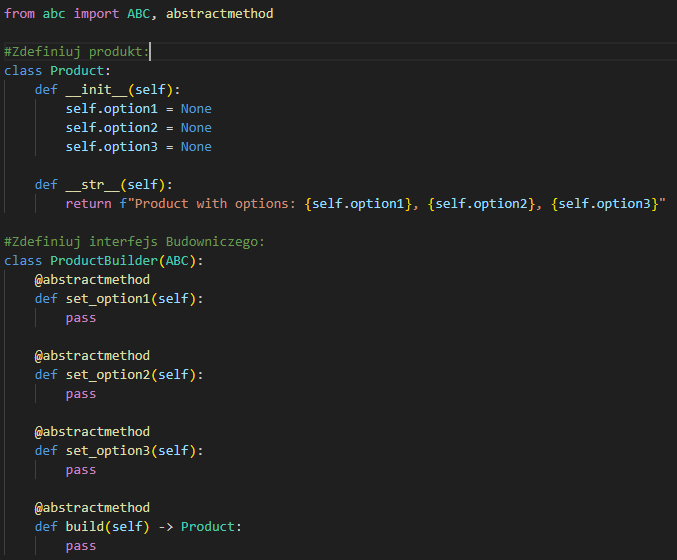 from abc import ABC, abstractmethod
#Zdefiniuj produkt:
class Product:
    def __init__(self):
        self.option1 = None
        self.option2 = None
        self.option3 = None
    def __str__(self):
        return f"Product with options: {self.option1}, {self.option2}, {self.option3}"
#Zdefiniuj interfejs Budowniczego:
class ProductBuilder(ABC):
    @abstractmethod
    def set_option1(self):
        pass
    @abstractmethod
    def set_option2(self):
        pass
    @abstractmethod
    def set_option3(self):
        pass
    @abstractmethod
    def build(self) -> Product:
        pass